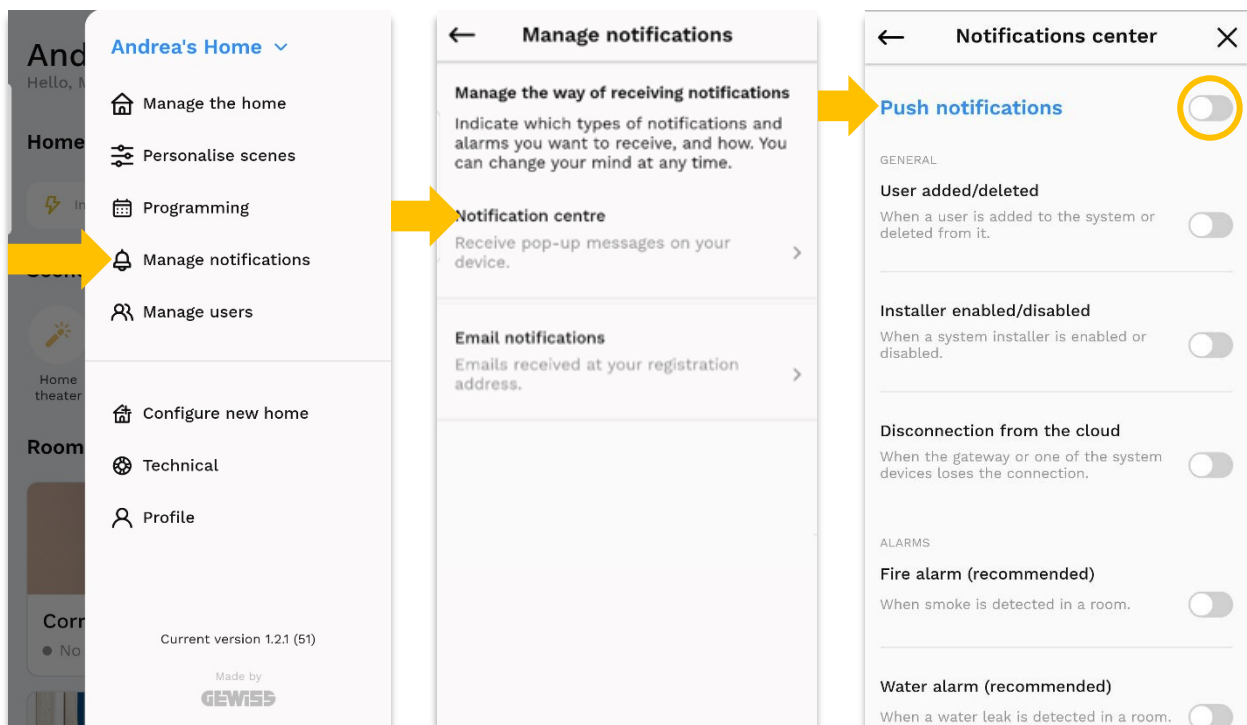 And
Hello, M
Home
In
Home
theater
Room
Corr
No
Andrea's Home
Manage the home
Personalise scenes
Programming
Manage notifications
Manage users
Configure new home
Technical
Profile
Current version 1.2.1 (51)
Made by
GEWISS
Manage notifications
Manage the way of receiving notifications
Indicate which types of notifications and
alarms you want to receive, and how. You
can change your mind at any time.
Notification centre
Receive pop-up messages on your
device.
Email notifications
Emails received at your registration
address.
Notifications center
Push notifications
GENERAL
User added/deleted
When a user is added to the system or
deleted from it.
Installer enabled/disabled
When a system installer is enabled or
disabled.
Disconnection from the cloud
When the gateway or one of the system
devices loses the connection.
ALARMS
Fire alarm (recommended)
When smoke is detected in a room.
Water alarm (recommended)
When a water leak is detected in a room.